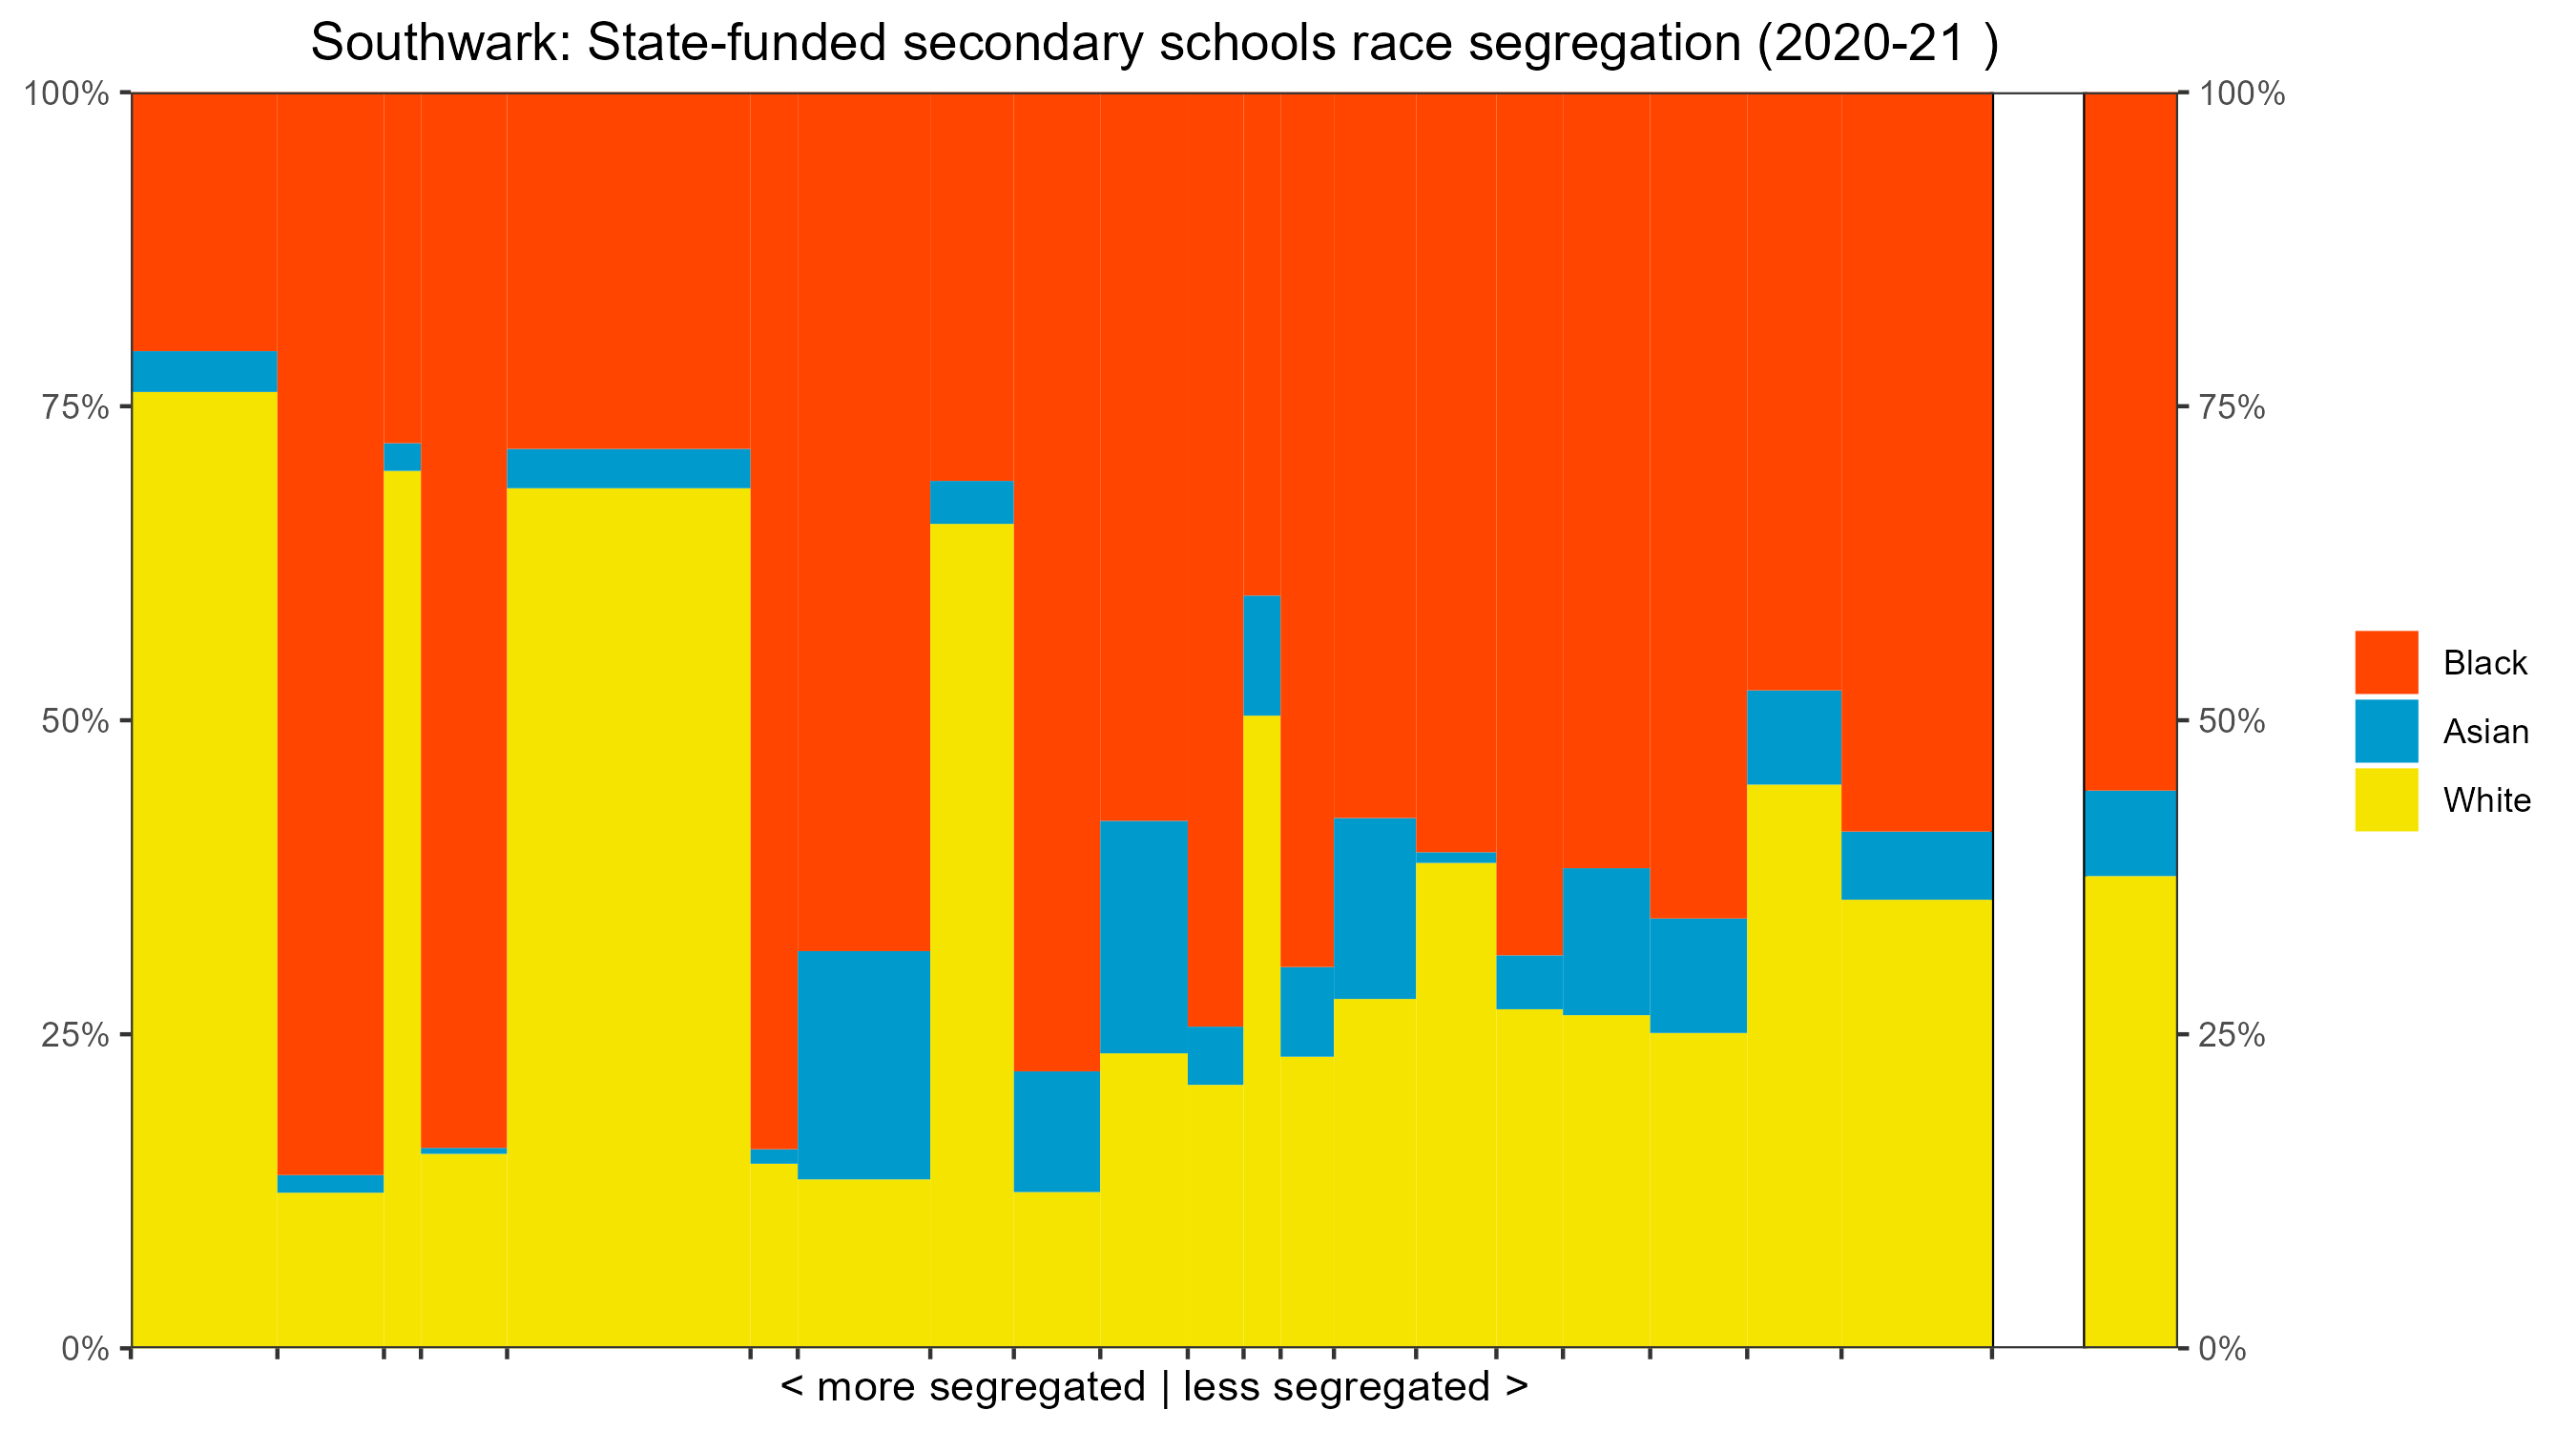 Southwark: State-funded secondary schools race segregation (2020-21 )
100%
75%
50%
25%
0%
100%
75%
50%
25%
0%
Black
Asian
White
< more segregated | less segregated >